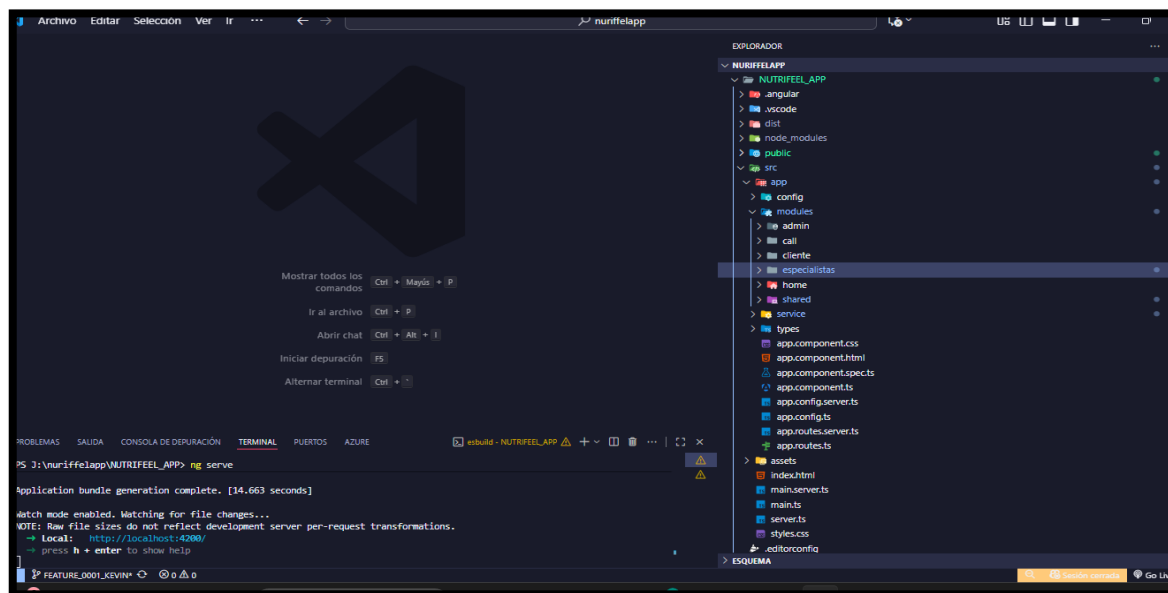 Archivo Editar Selección Ver Ir ··· ← → nuriffelapp
EXPLORADOR ···
NURIFFELAPP
NUTRIFEEL_APP
.angular
.vscode
dist
node_modules
public
src
app
config
modules
admin
call
cliente
especialistas
home
shared
service
types
app.component.css
app.component.html
app.component.spec.ts
app.component.ts
app.config.server.ts
app.config.ts
app.routes.server.ts
app.routes.ts
assets
index.html
main.server.ts
main.ts
server.ts
styles.css
.editorconfig
ESQUEMA
Mostrar todos los comandos Ctrl + Mayús + P
Ir al archivo Ctrl + P
Abrir chat Ctrl + Alt + I
Iniciar depuración F5
Alternar terminal Ctrl + `
PROBLEMAS SALIDA CONSOLA DE DEPURACIÓN TERMINAL PUERTOS AZURE esbuild - NUTRIFEEL_APP
PS J:\nuriffelapp\NUTRIFEEL_APP> ng serve
Application bundle generation complete. [14.663 seconds]
Watch mode enabled. Watching for file changes...
NOTE: Raw file sizes do not reflect development server per-request transformations.
→ Local: http://localhost:4200/
→ press h + enter to show help
FEATURE_0001_KEVIN* 0 0 Sesión cerrada Go Liv